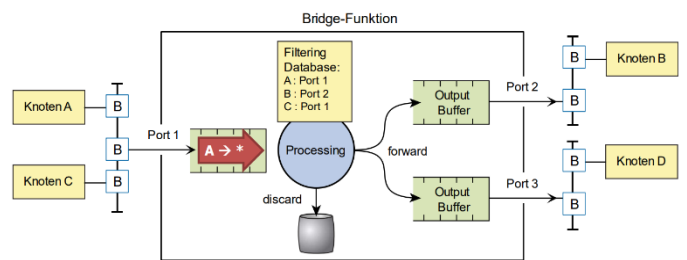 Bridge-Funktion
Filtering
Database:
A : Port 1
B : Port 2
C : Port 1
Knoten A
B
Knoten C
B
B
Port 1
A → *
Processing
discard
forward
Output
Buffer
Output
Buffer
Port 2
Port 3
B
Knoten B
B
B
Knoten D
B